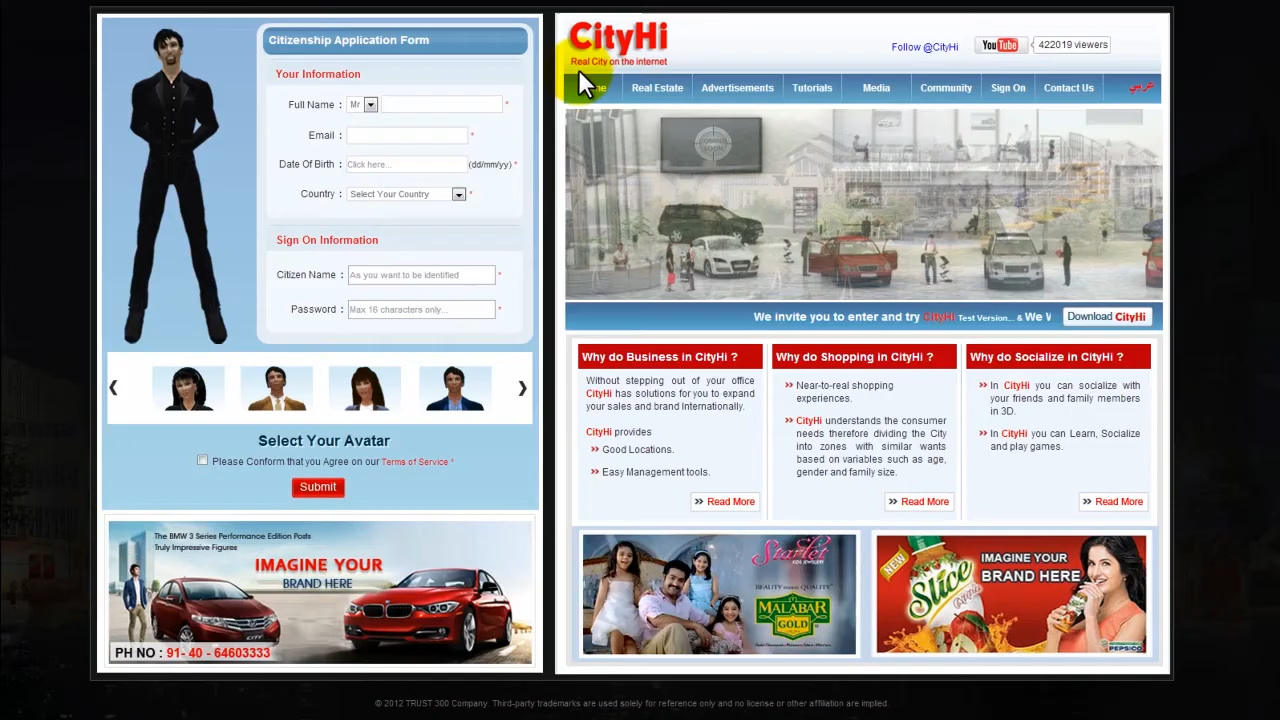 Citizenship Application Form
Your Information
Full Name : Mr *
Email : *
Date Of Birth : Click here... (dd/mm/yy) *
Country : Select Your Country *
Sign On Information
Citizen Name : As you want to be identified *
Password : Max 16 characters only... *
Select Your Avatar
Please Conform that you Agree on our Terms of Service *
Submit
The BMW 3 Series Performance Edition Posts
Truly Impressive Figures
IMAGINE YOUR
BRAND HERE
PH NO : 91- 40 - 64603333
CityHi
Real City on the internet
Follow @CityHi
YouTube 422019 viewers
Real Estate Advertisements Tutorials Media Community Sign On Contact Us عربي
We invite you to enter and try CityHi Test Version... & We
Download CityHi
Why do Business in CityHi ?
Without stepping out of your office
CityHi has solutions for you to expand
your sales and brand Internationally.
CityHi provides
Good Locations.
Easy Management tools.
Read More
Why do Shopping in CityHi ?
Near-to-real shopping
experiences.
CityHi understands the consumer
needs therefore dividing the City
into zones with similar wants
based on variables such as age,
gender and family size.
Read More
Why do Socialize in CityHi ?
In CityHi you can socialize with
your friends and family members
in 3D.
In CityHi you can Learn, Socialize
and play games.
Read More
Starlet
KIDS JEWELLERY
BEAUTY meets QUALITY
MALABAR
GOLD
NEW
Slice
IMAGINE YOUR
BRAND HERE
PEPSICO
© 2012 TRUST 300 Company. Third-party trademarks are used solely for reference only and no license or other affiliation are implied.